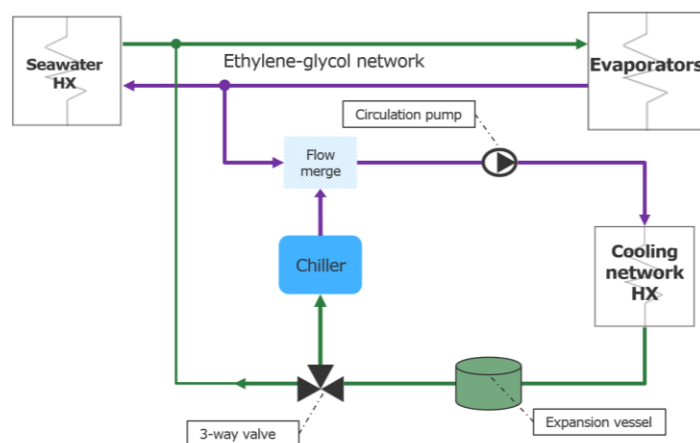 Seawater
HX
Ethylene-glycol network
Evaporators
Circulation pump
Flow
merge
Chiller
Cooling
network
HX
3-way valve
Expansion vessel